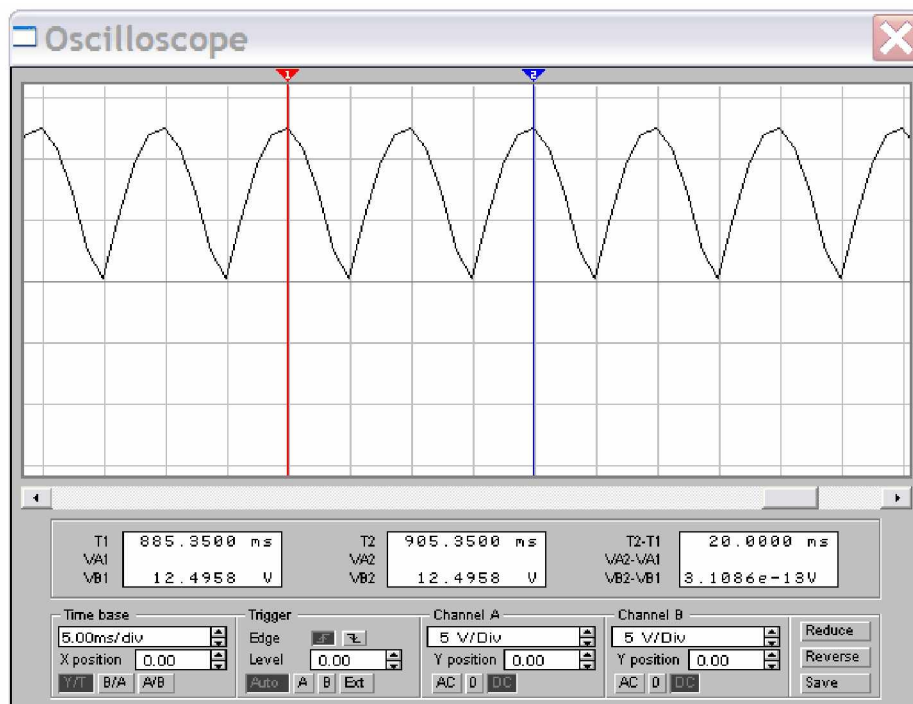 Oscilloscope
1
2
T1 885.3500 ms T2 905.3500 ms T2-T1 20.0000 ms
VA1 VA2 VA2-VA1
VB1 12.4958 V VB2 12.4958 V VB2-VB1 3.1086e-13V
Time base Trigger Channel A Channel B
5.00ms/div Edge 5 V/Div 5 V/Div Reduce
X position 0.00 Level 0.00 Y position 0.00 Y position 0.00 Reverse
Y/T B/A A/B Auto A B Ext AC 0 DC AC 0 DC Save